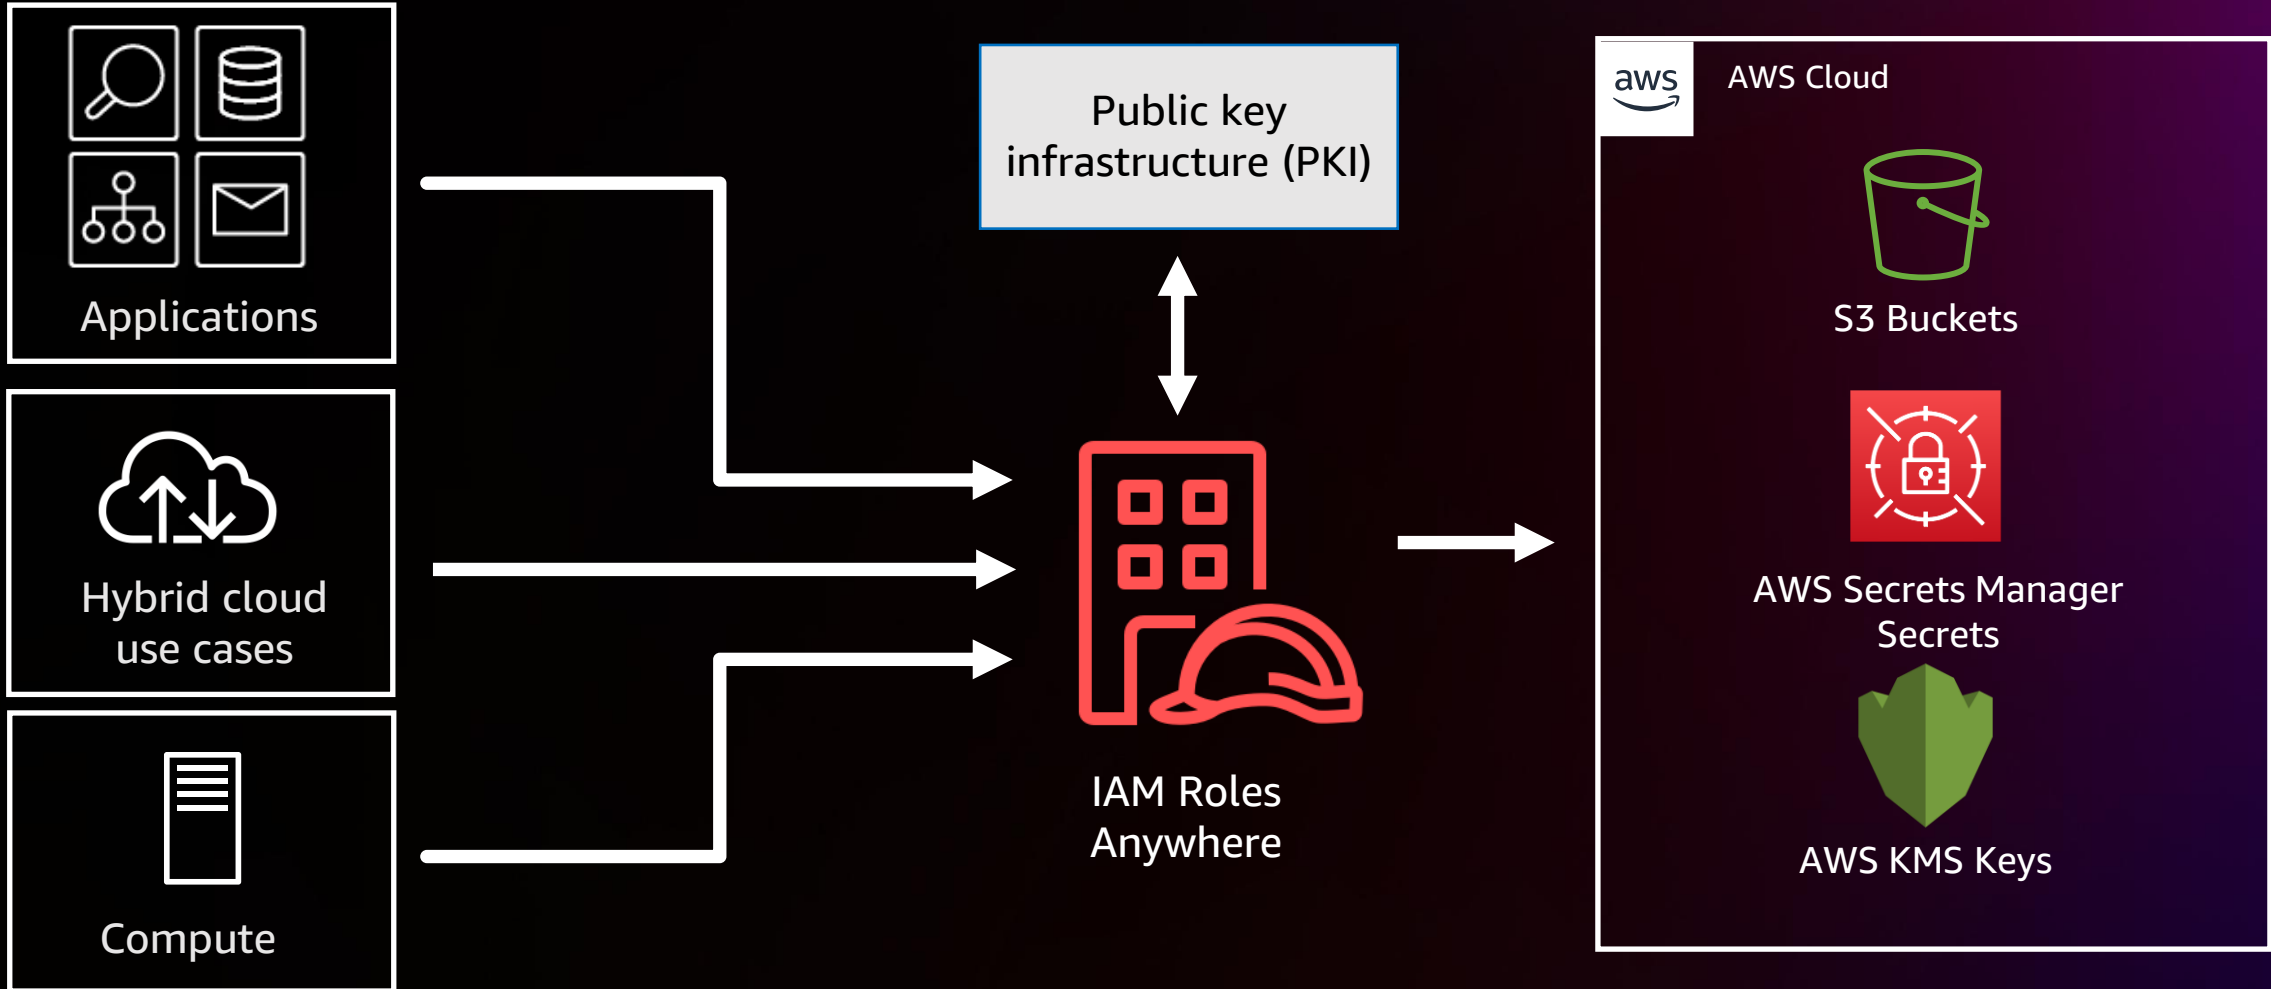 Applications
Hybrid cloud
use cases
Compute
Public key
infrastructure (PKI)
IAM Roles
Anywhere
aws
AWS Cloud
S3 Buckets
AWS Secrets Manager
Secrets
AWS KMS Keys